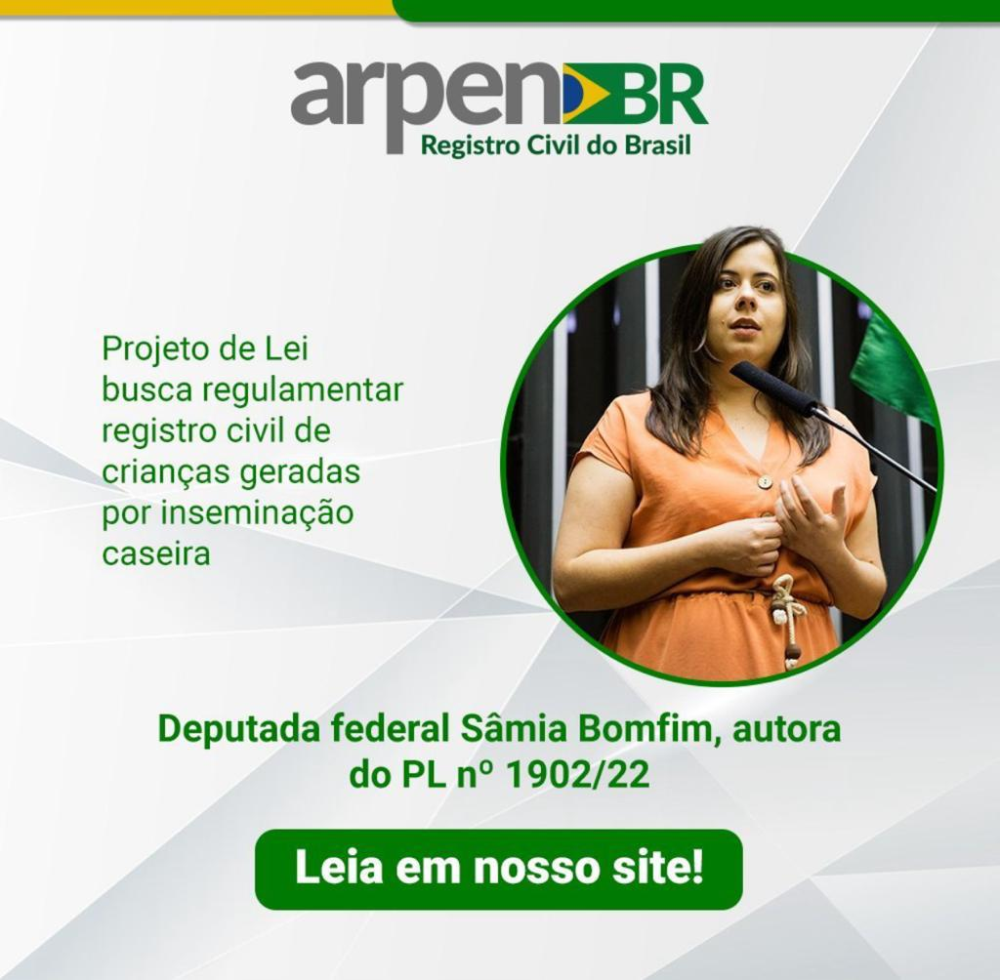 arpenBR
Registro Civil do Brasil
Projeto de Lei
busca regulamentar
registro civil de
crianças geradas
por inseminação
caseira
Deputada federal Sâmia Bomfim, autora
do PL nº 1902/22
Leia em nosso site!